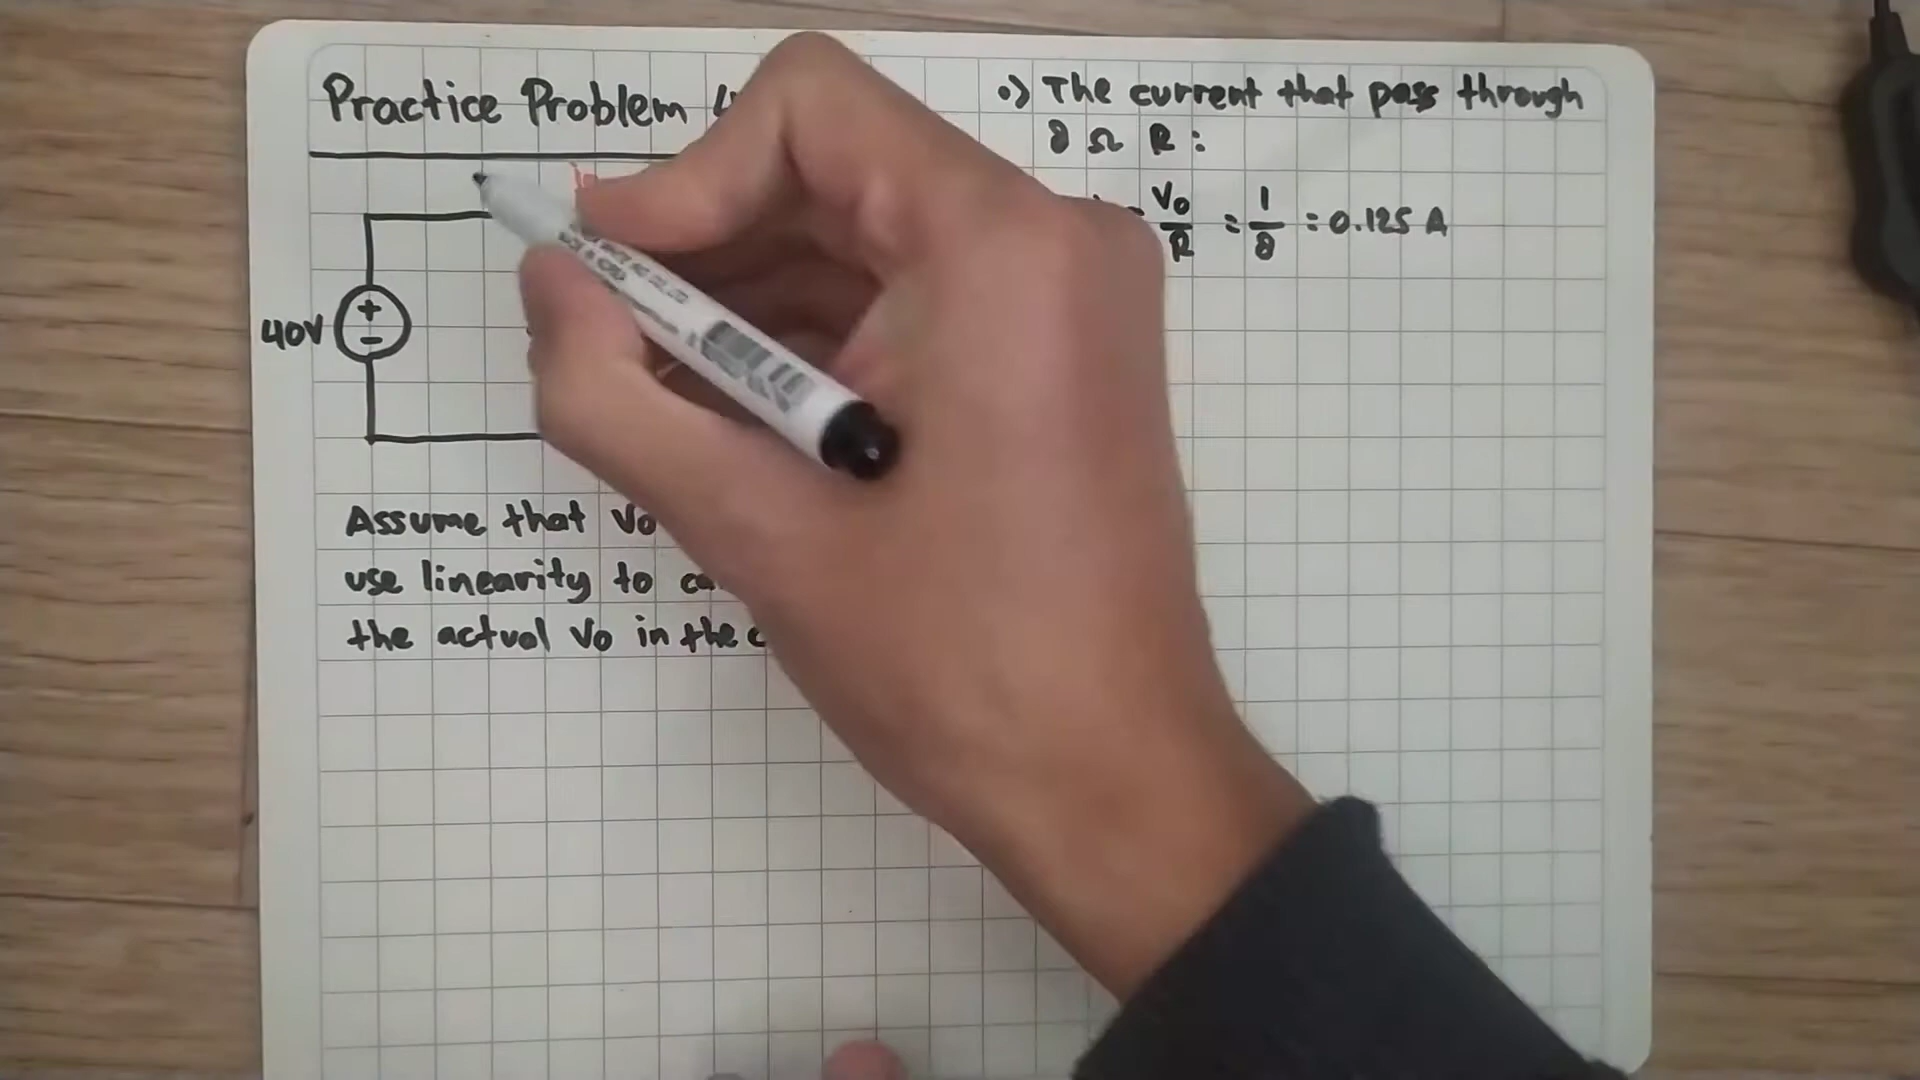 Practice Problem
40V
+
-
Assume that Vo
use linearity to
the actual Vo in the
•) The current that pass through
8 Ω R :
Vo/R = 1/8 = 0.125 A